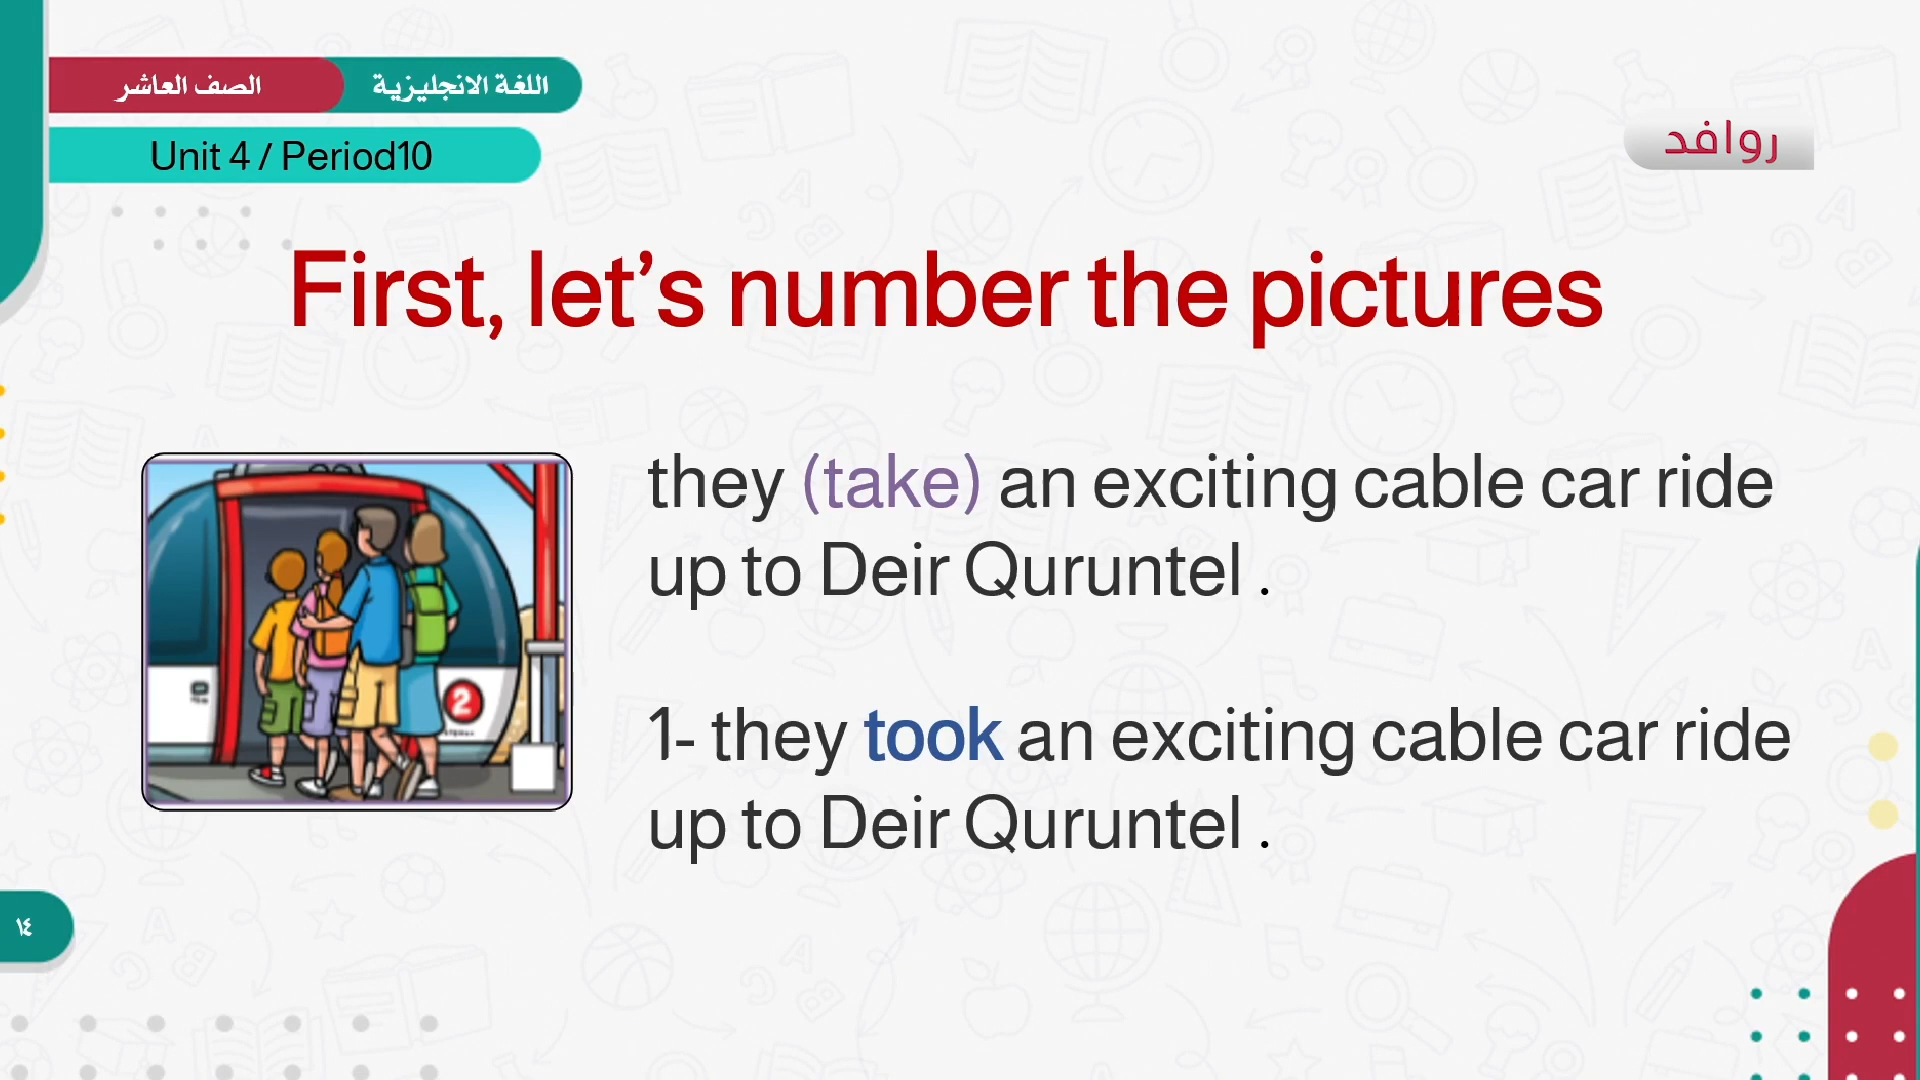 اللغة الانجليزية
الصف العاشر
Unit 4 / Period10
روافد
First, let’s number the pictures
they (take) an exciting cable car ride
up to Deir Quruntel .
2
1- they took an exciting cable car ride
up to Deir Quruntel .
١٤